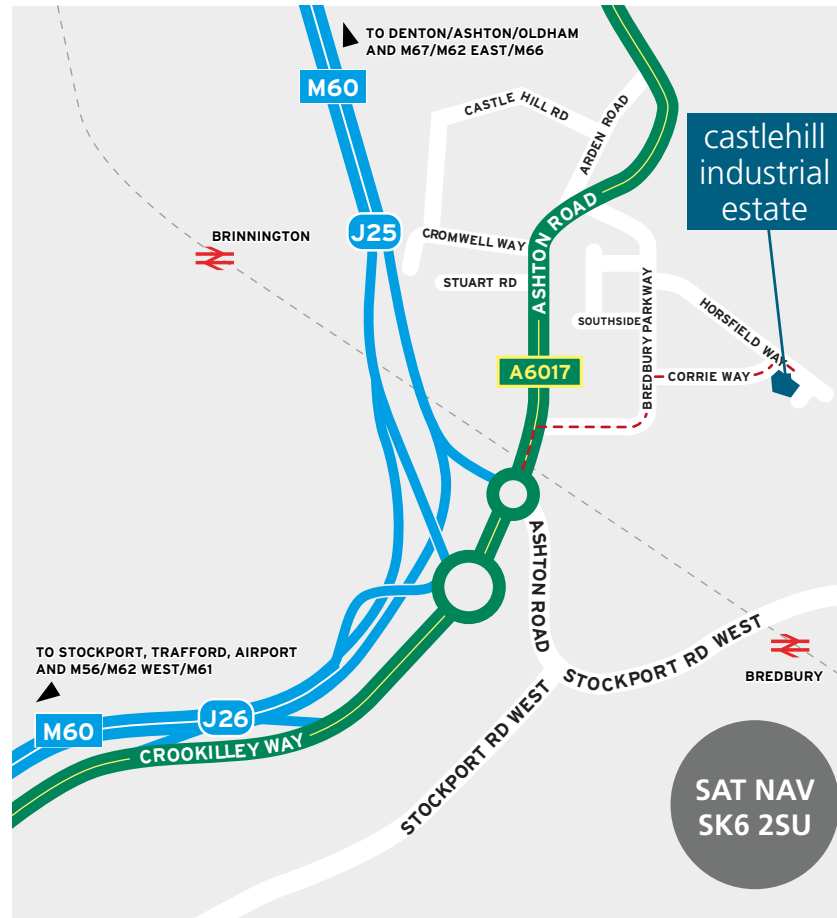 TO DENTON/ASHTON/OLDHAM
AND M67/M62 EAST/M66
M60
CASTLE HILL RD
ARDEN ROAD
castlehill
industrial
estate
J25
BRINNINGTON
CROMWELL WAY
ASHTON ROAD
STUART RD
SOUTHSIDE
BREDBURY PARKWAY
HORSFIELD WAY
A6017
CORRIE WAY
ASHTON ROAD
TO STOCKPORT, TRAFFORD, AIRPORT
AND M56/M62 WEST/M61
STOCKPORT RD WEST
BREDBURY
M60
J26
CROOKILLEY WAY
STOCKPORT RD WEST
SAT NAV
SK6 2SU